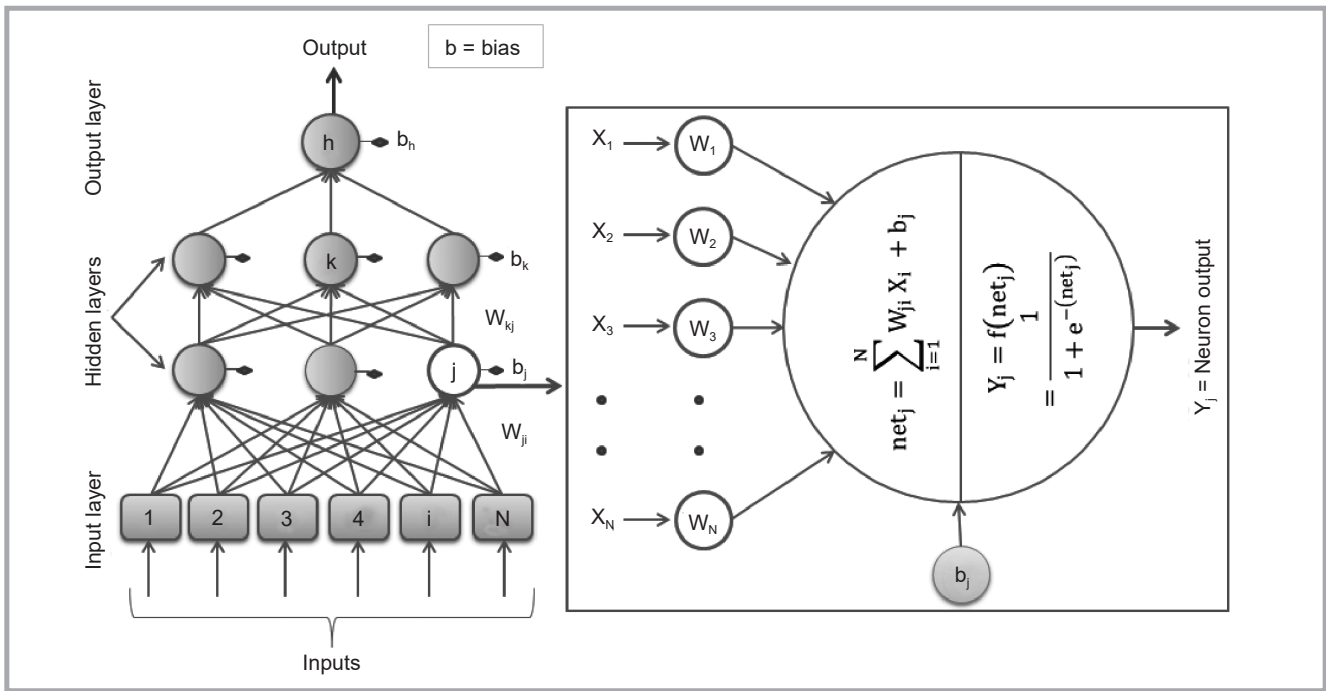 Output
b = bias
Output layer
h
b_h
Hidden layers
k
b_k
W_kj
j
b_j
W_ji
Input layer
1 2 3 4 i N
Inputs
X_1 W_1
X_2 W_2
X_3 W_3
X_N W_N
net_j = [∑_{i=1}^{N} W_ji X_i + b_j
Y_j = f(net_j)
= 1 / (1 + e^{-(net_j)})
b_j
Y_j = Neuron output